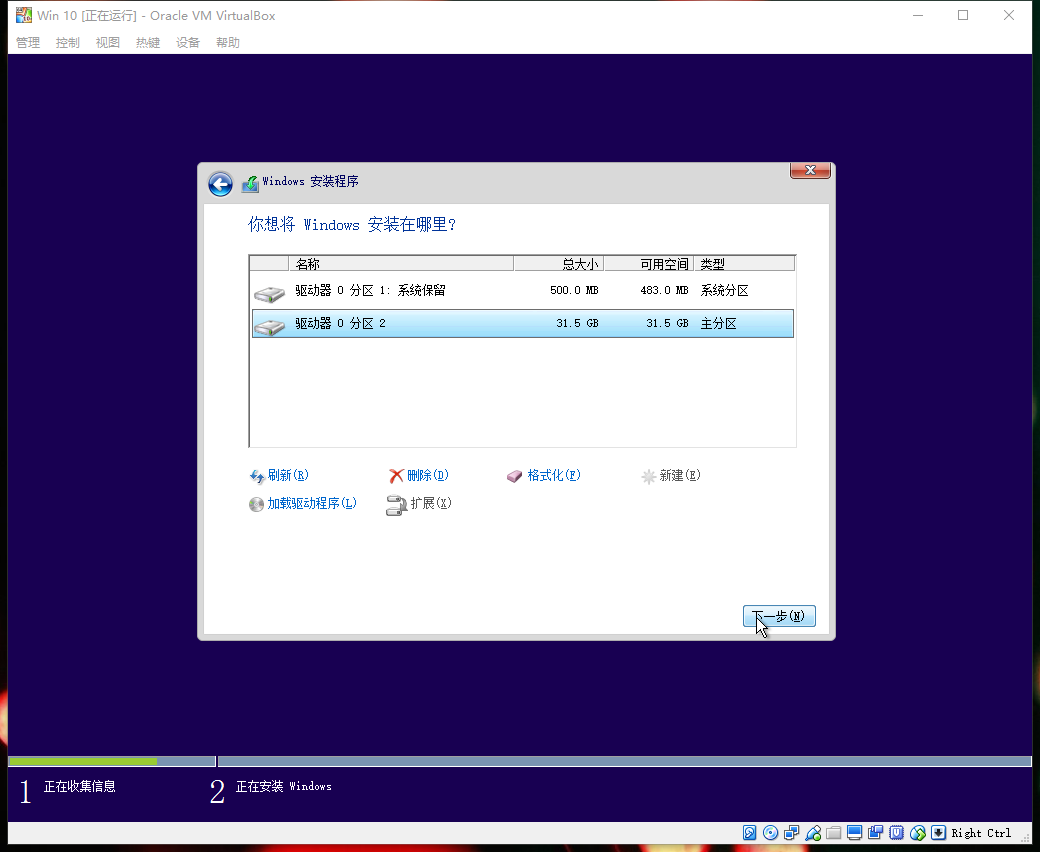 Win 10 [正在运行] - Oracle VM VirtualBox
管理 控制 视图 热键 设备 帮助
Windows 安装程序
你想将 Windows 安装在哪里?
名称 总大小 可用空间 类型
驱动器 0 分区 1: 系统保留 500.0 MB 483.0 MB 系统分区
驱动器 0 分区 2 31.5 GB 31.5 GB 主分区
刷新(R) 删除(D) 格式化(F) 新建(E)
加载驱动程序(L) 扩展(X)
下一步(N)
1 正在收集信息 2 正在安装 Windows
Right Ctrl